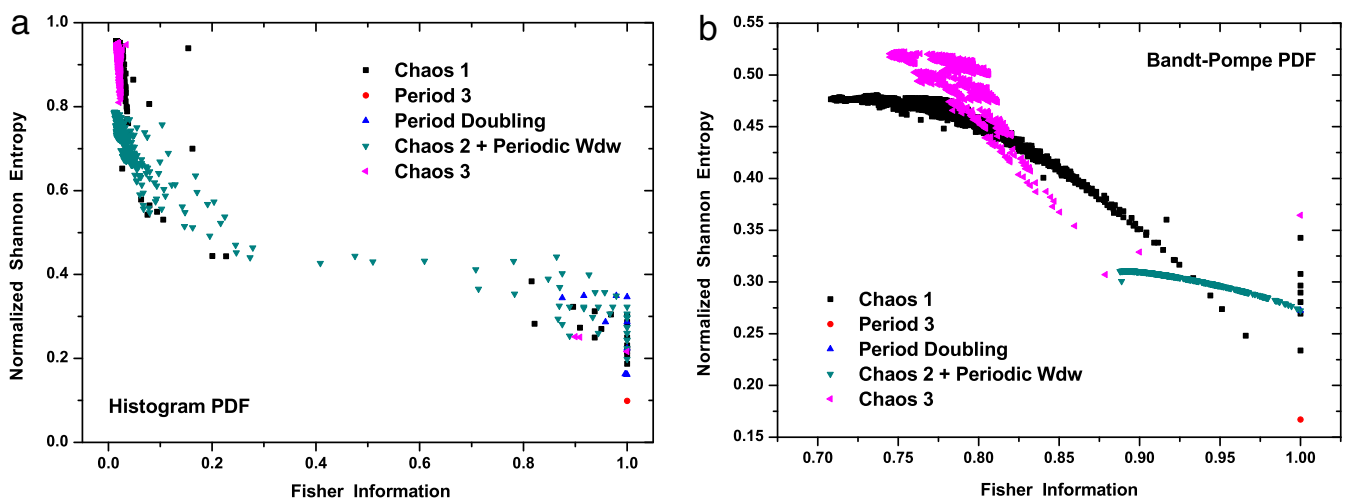 a
1.0
0.8
0.6
0.4
0.2
0.0
Normalized Shannon Entropy
Chaos 1
Period 3
Period Doubling
Chaos 2 + Periodic Wdw
Chaos 3
Histogram PDF
0.0 0.2 0.4 0.6 0.8 1.0
Fisher Information
b
0.55
0.50
0.45
0.40
0.35
0.30
0.25
0.20
0.15
Normalized Shannon Entropy
Bandt-Pompe PDF
Chaos 1
Period 3
Period Doubling
Chaos 2 + Periodic Wdw
Chaos 3
0.70 0.75 0.80 0.85 0.90 0.95 1.00
Fisher Information